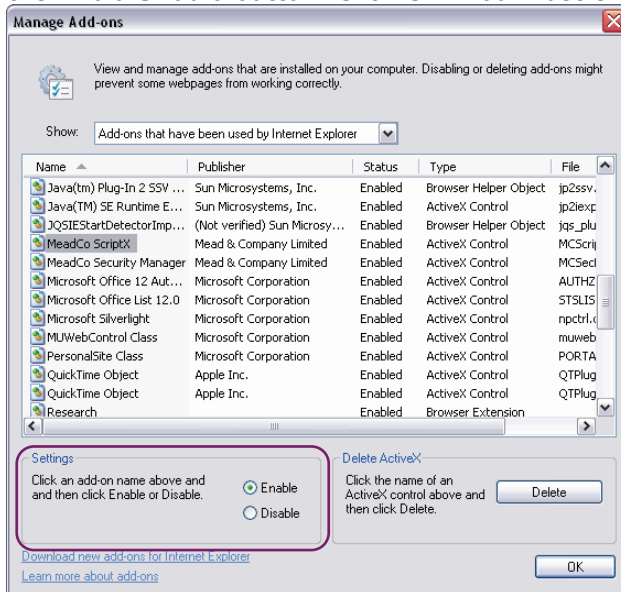 Manage Add-ons
View and manage add-ons that are installed on your computer. Disabling or deleting add-ons might
prevent some webpages from working correctly.
Show: Add-ons that have been used by Internet Explorer
Name Publisher Status Type File
Java(tm) Plug-In 2 SSV ... Sun Microsystems, Inc. Enabled Browser Helper Object jp2ssv.
Java(TM) SE Runtime E... Sun Microsystems, Inc. Enabled ActiveX Control jp2iexp
JQSIEStartDetectorImp... (Not verified) Sun Microsy... Enabled Browser Helper Object jqs_plu
MeadCo ScriptX Mead & Company Limited Enabled ActiveX Control MCScri
MeadCo Security Manager Mead & Company Limited Enabled ActiveX Control MCSec
Microsoft Office 12 Aut... Microsoft Corporation Enabled ActiveX Control AUTHZ
Microsoft Office List 12.0 Microsoft Corporation Enabled ActiveX Control STSLIS
Microsoft Silverlight Microsoft Corporation Enabled ActiveX Control npctrl.
MUWebControl Class Microsoft Corporation Enabled ActiveX Control muweb
PersonalSite Class Microsoft Corporation Enabled ActiveX Control PORTA
QuickTime Object Apple Inc. Enabled ActiveX Control QTPlug
QuickTime Object Apple Inc. Enabled ActiveX Control QTPlug
Research Enabled Browser Extension
Settings
Click an add-on name above and
and then click Enable or Disable.
Enable
Disable
Delete ActiveX
Click the name of an
ActiveX control above and
then click Delete.
Delete
Download new add-ons for Internet Explorer
Learn more about add-ons
OK